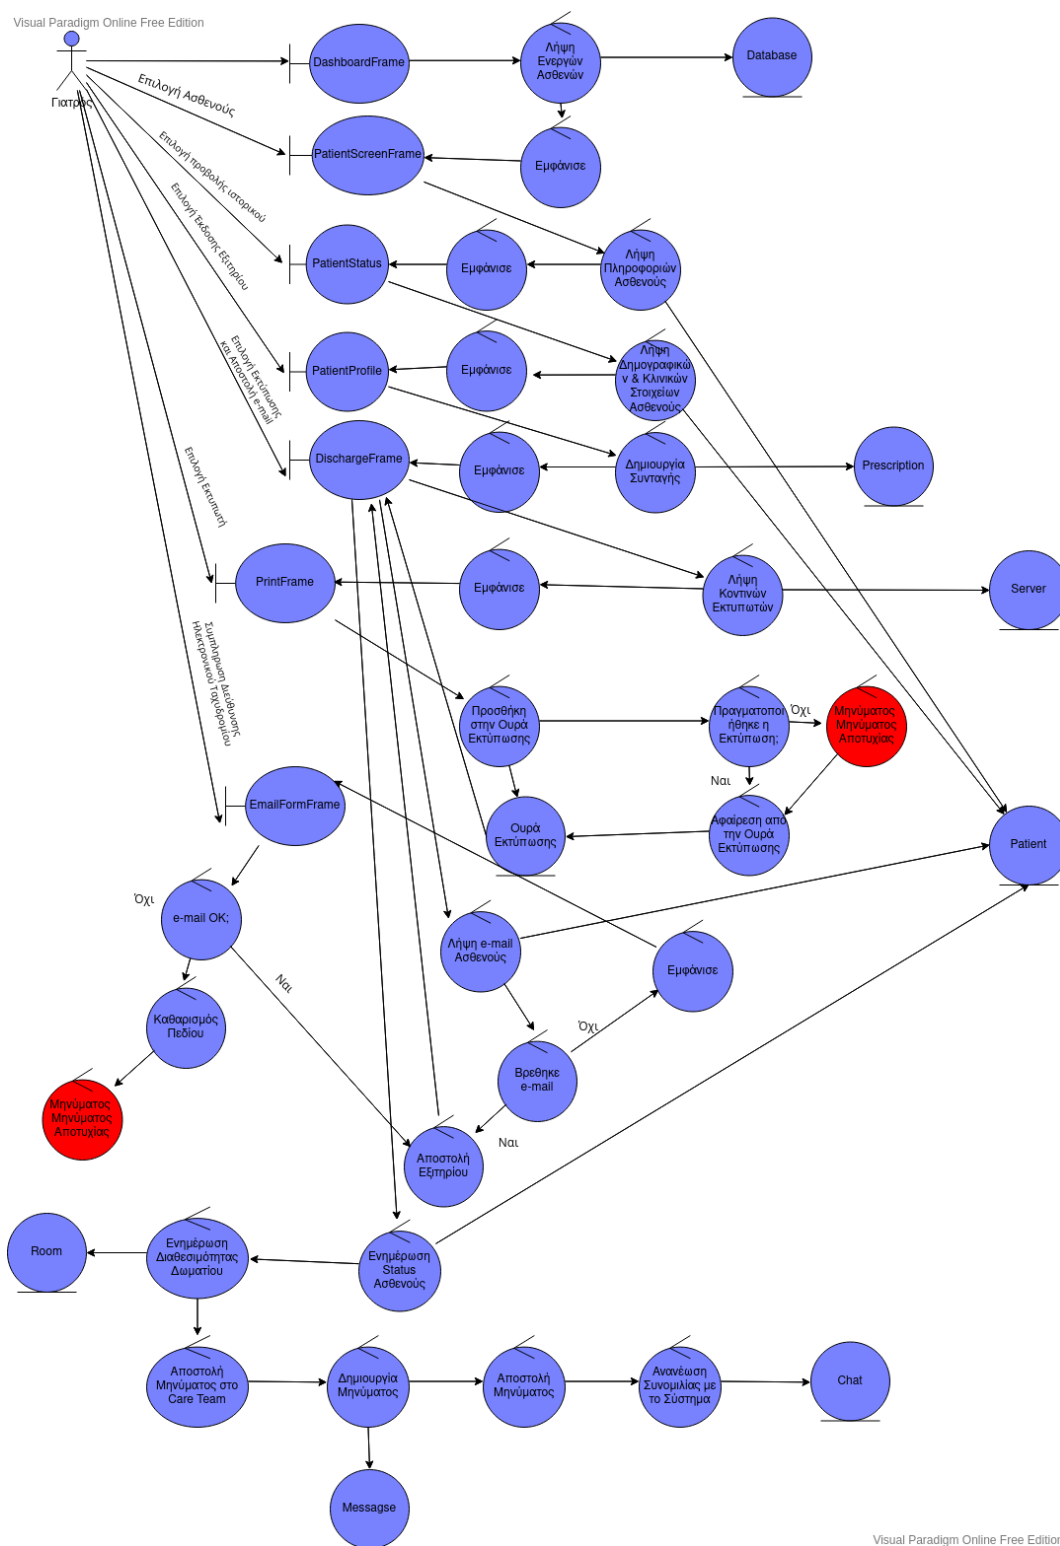 Visual Paradigm Online Free Edition
Γιατρός
DashboardFrame
Λήψη
Ενεργών
Ασθενών
Database
Επιλογή Ασθενούς
PatientScreenFrame
Εμφάνισε
Επιλογή προβολής ιστορικού
PatientStatus
Εμφάνισε
Λήψη
Πληροφοριών
Ασθενούς
Επιλογή Έκδοσης Εξιτηρίου
PatientProfile
Εμφάνισε
Λήψη
Δημογραφικώ
ν & Κλινικών
Στοιχείων
Ασθενούς
Επιλογή Εκτύπωσης
και Αποστολή e-mail
DischargeFrame
Εμφάνισε
Δημιουργία
Συνταγής
Prescription
Επιλογή Εκτυπωτή
PrintFrame
Εμφάνισε
Λήψη
Κοντινών
Εκτυπωτών
Server
Συμπλήρωση Διεύθυνσης
Ηλεκτρονικού Ταχυδρομίου
Προσθήκη
στην Ουρά
Εκτύπωσης
Πραγματοποι
ήθηκε η
Εκτύπωση;
Όχι
Μηνύματος
Μηνύματος
Αποτυχίας
Ναι
EmailFormFrame
Ουρά
Εκτύπωσης
Αφαίρεση από
την Ουρά
Εκτύπωσης
Patient
Όχι
e-mail OK;
Ναι
Λήψη e-mail
Ασθενούς
Εμφάνισε
Καθαρισμός
Πεδίου
Όχι
Βρεθηκε
e-mail
Μηνύματος
Μηνύματος
Αποτυχίας
Ναι
Αποστολή
Εξιτηρίου
Room
Ενημέρωση
Διαθεσιμότητας
Δωματίου
Ενημέρωση
Status
Ασθενούς
Αποστολή
Μηνύματος στο
Care Team
Δημιουργία
Μηνύματος
Αποστολή
Μηνύματος
Ανανέωση
Συνομιλίας με
το Σύστημα
Chat
Messagse
Visual Paradigm Online Free Edition